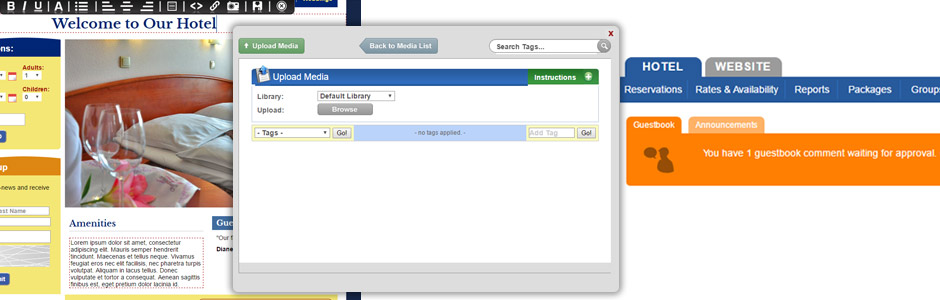 B I U A
Readings
Welcome to Our Hotel
ns:
Adults:
1
Children:
0
up
-news and receive
ast Name
nit
Amenities
Lorem ipsum dolor sit amet, consectetur
adipiscing elit. Mauris semper hendrerit
tincidunt. Maecenas et tellus neque. Vivamus
feugiat eros nec elit facilisis, nec pharetra turpis
volutpat. Aliquam in lacus tellus. Donec
vulputate et tortor a consequat. Aenean sagittis
finibus est, eget pretium dolor lacinia id.
Gue
"Our f
Diane
x
Upload Media
Back to Media List
Search Tags...
Upload Media
Instructions
Library:
Default Library
Upload:
Browse
- Tags -
Go!
- no tags applied. -
Add Tag
Go!
HOTEL
WEBSITE
Reservations
Rates & Availability
Reports
Packages
Groups
Guestbook
Announcements
You have 1 guestbook comment waiting for approval.